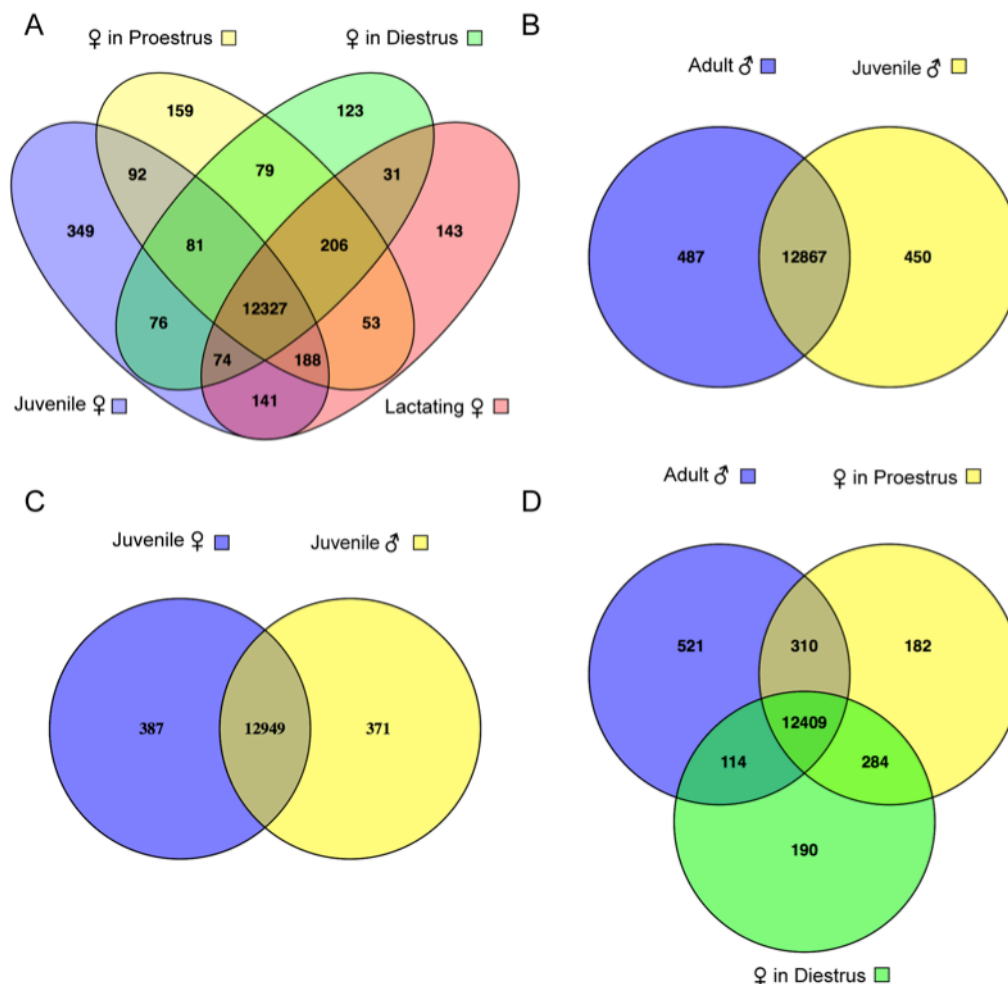 A
♀ in Proestrus
♀ in Diestrus
159
123
92
79
31
349
81
206
143
12327
76
53
74
188
141
Juvenile ♀
Lactating ♀
B
Adult ♂
Juvenile ♂
487
12867
450
C
Juvenile ♀
Juvenile ♂
387
12949
371
D
Adult ♂
♀ in Proestrus
521
310
182
12409
114
284
190
♀ in Diestrus